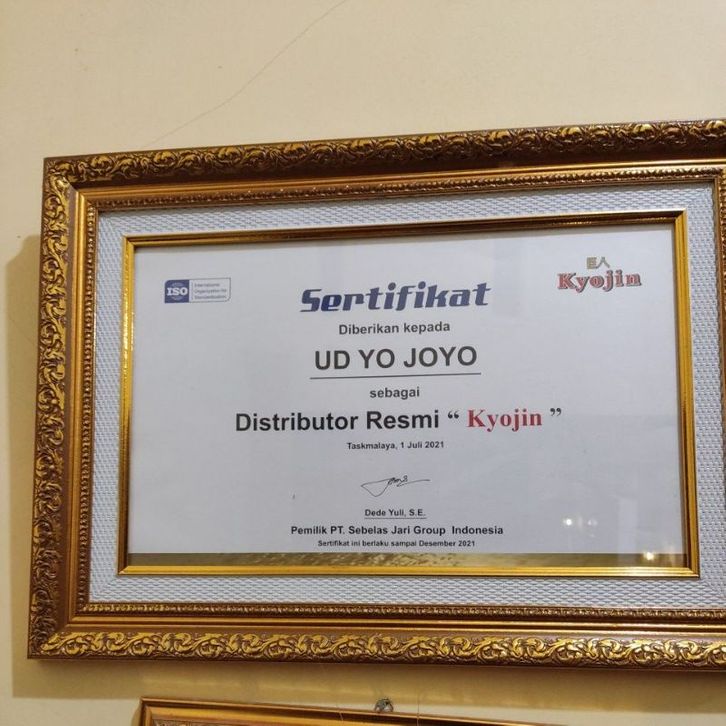 ISO
International
Organization for
Standardization
巨人
Kyojin
Sertifikat
Diberikan kepada
UD YO JOYO
sebagai
Distributor Resmi “ Kyojin ”
Taskmalaya, 1 Juli 2021
Dede Yuli, S.E.
Pemilik PT. Sebelas Jari Group Indonesia
Sertifikat ini berlaku sampai Desember 2021